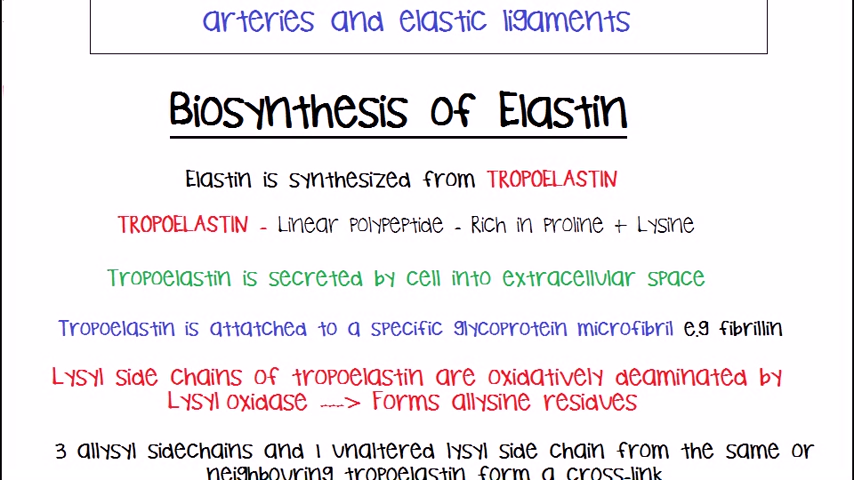 arteries and elastic ligaments
Biosynthesis of Elastin
Elastin is synthesized from TROPOELASTIN
TROPOELASTIN - Linear polypeptide - Rich in proline + Lysine
Tropoelastin is secreted by cell into extracellular space
Tropoelastin is attatched to a specific glycoprotein microfibril e.g fibrillin
Lysyl side chains of tropoelastin are oxidatively deaminated by
Lysyl oxidase ----> Forms allysine residues
3 allysyl sidechains and 1 unaltered lysyl side chain from the same or
neighbouring tropoelastin form a cross-link